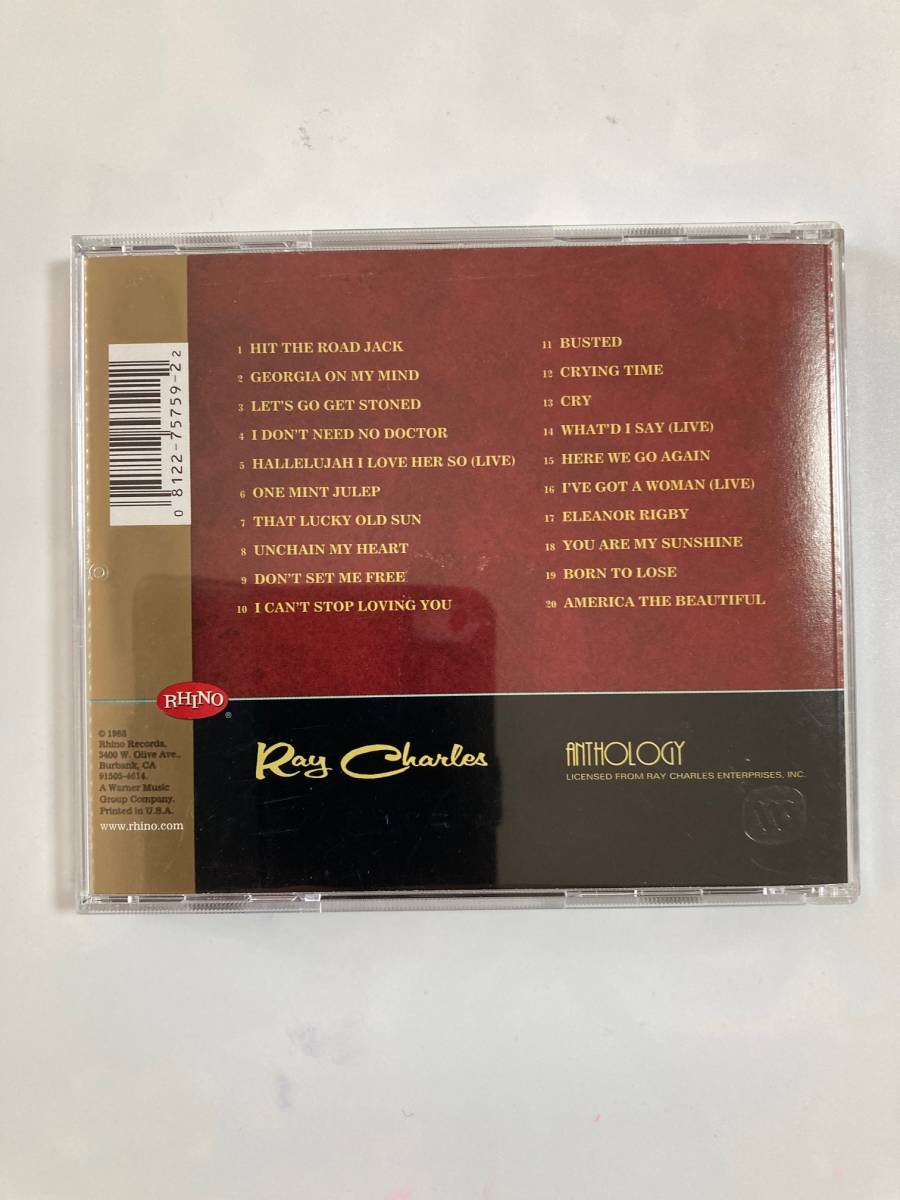 1 HIT THE ROAD JACK
2 GEORGIA ON MY MIND
3 LET'S GO GET STONED
4 I DON'T NEED NO DOCTOR
5 HALLELUJAH I LOVE HER SO (LIVE)
6 ONE MINT JULEP
7 THAT LUCKY OLD SUN
8 UNCHAIN MY HEART
9 DON'T SET ME FREE
10 I CAN'T STOP LOVING YOU
11 BUSTED
12 CRYING TIME
13 CRY
14 WHAT'D I SAY (LIVE)
15 HERE WE GO AGAIN
16 I'VE GOT A WOMAN (LIVE)
17 ELEANOR RIGBY
18 YOU ARE MY SUNSHINE
19 BORN TO LOSE
20 AMERICA THE BEAUTIFUL
0 8122-75759-2 2
RHINO
®
© 1988
Rhino Records,
3400 W. Olive Ave.,
Burbank, CA
91505-4614.
A Warner Music
Group Company.
Printed in U.S.A.
www.rhino.com
Ray Charles
ANTHOLOGY
LICENSED FROM RAY CHARLES ENTERPRISES, INC.